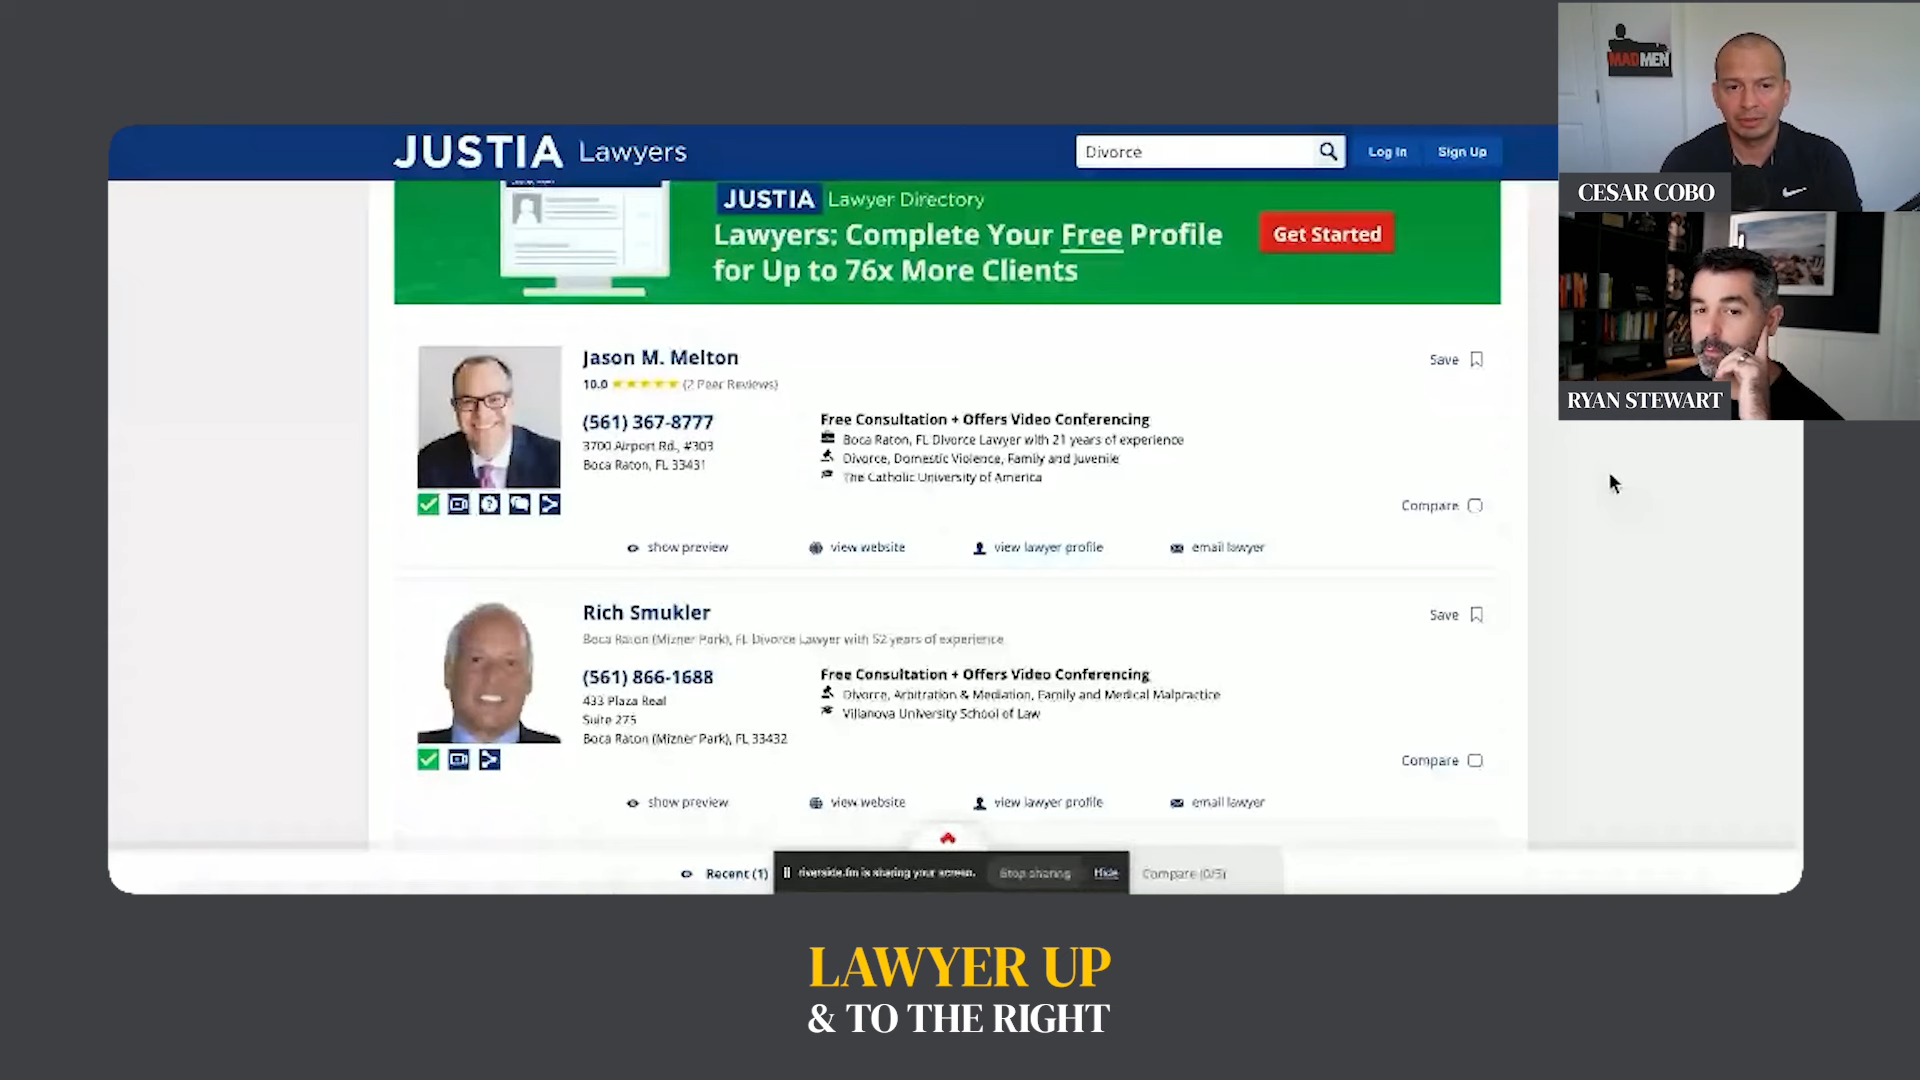 MAD MEN
CESAR COBO
RYAN STEWART
JUSTIA Lawyers
Divorce
Log In
Sign Up
JUSTIA Lawyer Directory
Lawyers: Complete Your Free Profile
for Up to 76x More Clients
Get Started
Jason M. Melton
Save
10.0 ★★★★★ (2 Peer Reviews)
(561) 367-8777
3700 Airport Rd., #303
Boca Raton, FL 33431
Free Consultation + Offers Video Conferencing
Boca Raton, FL Divorce Lawyer with 21 years of experience
Divorce, Domestic Violence, Family and Juvenile
The Catholic University of America
Compare
show preview
view website
view lawyer profile
email lawyer
Rich Smukler
Save
Boca Raton (Mizner Park), FL Divorce Lawyer with 52 years of experience
(561) 866-1688
433 Plaza Real
Suite 275
Boca Raton (Mizner Park), FL 33432
Free Consultation + Offers Video Conferencing
Divorce, Arbitration & Mediation, Family and Medical Malpractice
Villanova University School of Law
Compare
show preview
view website
view lawyer profile
email lawyer
Recent (1)
riverside.fm is sharing your screen.
Stop sharing
Hide
Compare (0/3)
LAWYER UP
& TO THE RIGHT